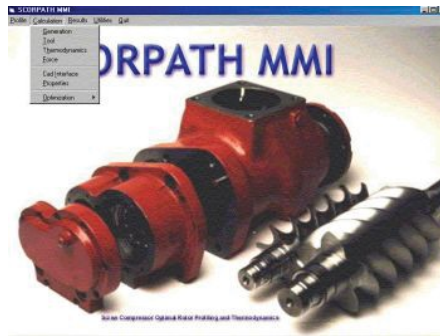 SCORPATH MMI
Profile Calculation Results Utilities Quit
Generation
Tool
Thermodynamics
Force
Cad Interface
Properties
Optimization
ORPATH MMI
Screw Compressor Optimal Rotor Profiling and Thermodynamics